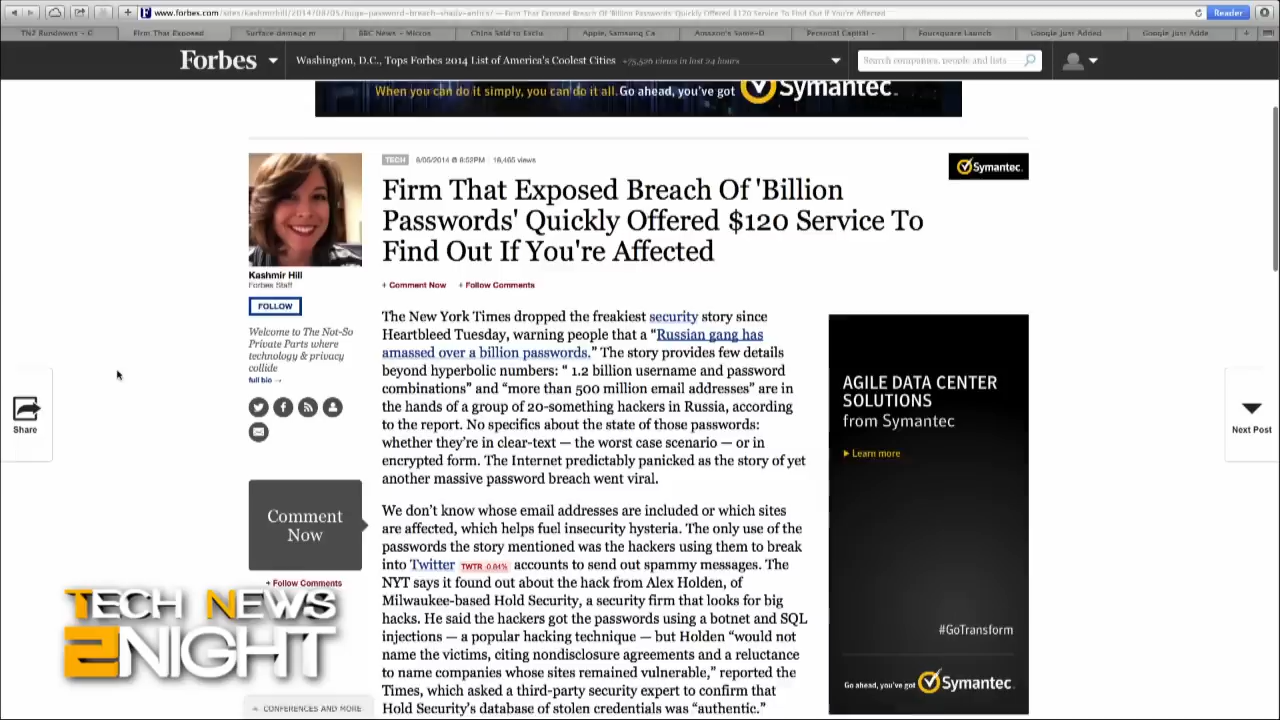 www.forbes.com/sites/kashmirhill/2014/08/05/huge-password-breach-shady-antics/ — Firm That Exposed Breach Of 'Billion Passwords' Quickly Offered $120 Service To Find Out If You're Affected
Reader
Firm That Exposed
Surface damage
BBC News - Micros
China Said to Exclu
Apple, Samsung Ca
Amazon's Same-D
Personal Capital -
Foursquare Launch
Google Just Added
Google Just Adde
Forbes
Washington, D.C., Tops Forbes 2014 List of America's Coolest Cities +75,526 views in last 24 hours
Search companies, people and lists
When you can do it simply, you can do it all. Go ahead, you've got Symantec.
TECH 8/05/2014 @ 8:52PM 16,465 views
Symantec.
Firm That Exposed Breach Of 'Billion
Passwords' Quickly Offered $120 Service To
Find Out If You're Affected
Kashmir Hill
Forbes Staff
+ Comment Now + Follow Comments
FOLLOW
Welcome to The Not-So
Private Parts where
technology & privacy
collide
full bio →
The New York Times dropped the freakiest security story since
Heartbleed Tuesday, warning people that a “Russian gang has
amassed over a billion passwords.” The story provides few details
beyond hyperbolic numbers: “ 1.2 billion username and password
combinations” and “more than 500 million email addresses” are in
the hands of a group of 20-something hackers in Russia, according
to the report. No specifics about the state of those passwords:
whether they're in clear-text — the worst case scenario — or in
encrypted form. The Internet predictably panicked as the story of yet
another massive password breach went viral.
We don't know whose email addresses are included or which sites
are affected, which helps fuel insecurity hysteria. The only use of the
passwords the story mentioned was the hackers using them to break
into Twitter TWTR -0.84% accounts to send out spammy messages. The
NYT says it found out about the hack from Alex Holden, of
Milwaukee-based Hold Security, a security firm that looks for big
hacks. He said the hackers got the passwords using a botnet and SQL
injections — a popular hacking technique — but Holden “would not
name the victims, citing nondisclosure agreements and a reluctance
to name companies whose sites remained vulnerable,” reported the
Times, which asked a third-party security expert to confirm that
Hold Security's database of stolen credentials was “authentic.”
Share
Comment
Now
+ Follow Comments
TECH NEWS
2NIGHT
CONFERENCES AND MORE
AGILE DATA CENTER
SOLUTIONS
from Symantec
Learn more
#GoTransform
Go ahead, you've got Symantec.
Next Post